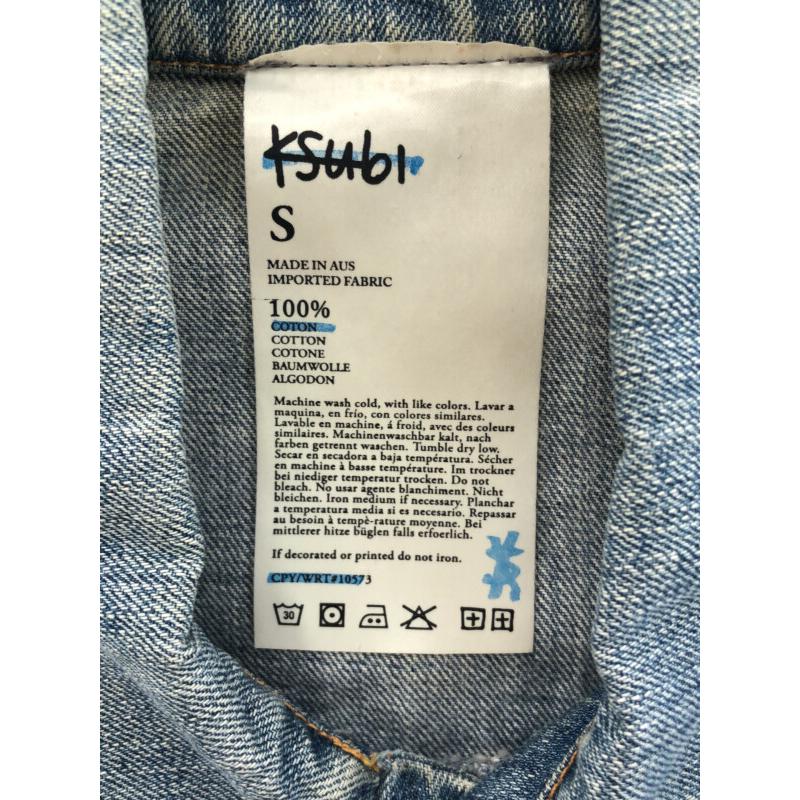 KSUbI
S
MADE IN AUS
IMPORTED FABRIC
100%
COTON
COTTON
COTONE
BAUMWOLLE
ALGODON
Machine wash cold, with like colors. Lavar a
maquina, en frío, con colores similares.
Lavable en machine, á froid, avec des coleurs
similaires. Machinenwaschbar kalt, nach
farben getrennt waschen. Tumble dry low.
Secar en secadora a baja températura. Sécher
en machine à basse température. Im trockner
bei niediger temperatur trocken. Do not
bleach. No usar agente blanchiment. Nicht
bleichen. Iron medium if necessary. Planchar
a temperatura media si es necesario. Repassar
au besoin à tempè-rature moyenne. Bei
mittlerer hitze büglen falls erfoerlich.
If decorated or printed do not iron.
CPY/WRT#10573
30